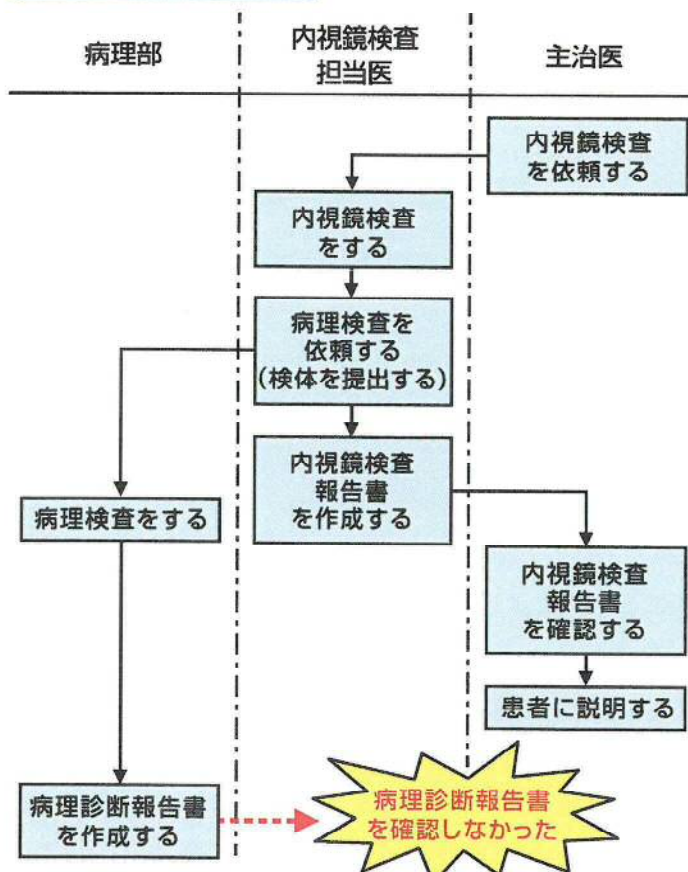 病理部
内視鏡検査
担当医
主治医
内視鏡検査
を依頼する
内視鏡検査
をする
病理検査を
依頼する
(検体を提出する)
内視鏡検査
報告書
を作成する
病理検査をする
内視鏡検査
報告書
を確認する
患者に説明する
病理診断報告書
を作成する
病理診断報告書
を確認しなかった